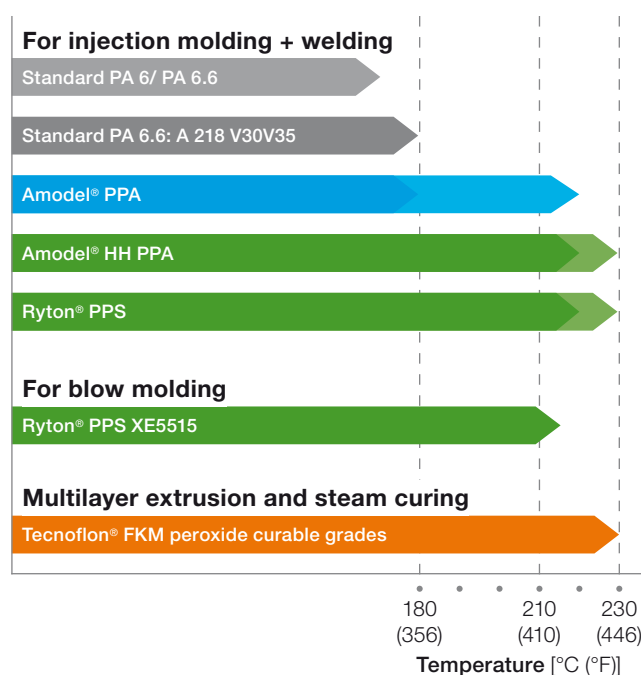 For injection molding + welding
Standard PA 6/ PA 6.6
Standard PA 6.6: A 218 V30V35
Amodel® PPA
Amodel® HH PPA
Ryton® PPS
For blow molding
Ryton® PPS XE5515
Multilayer extrusion and steam curing
Tecnoflon® FKM peroxide curable grades
180 210 230
(356) (410) (446)
Temperature [°C (°F)]